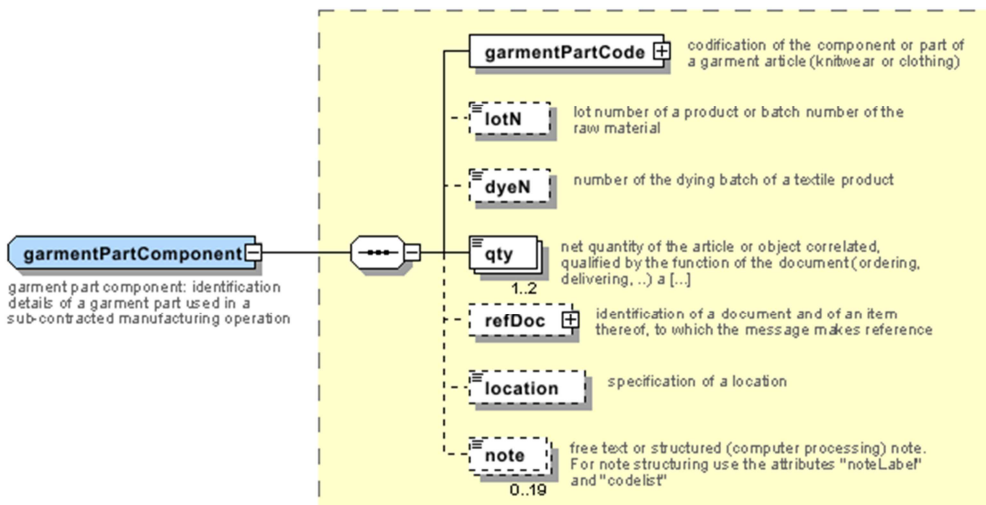 garmentPartCode
codification of the component or part of
a garment article (knitwear or clothing)
lotN
lot number of a product or batch number of the
raw material
dyeN
number of the dying batch of a textile product
garmentPartComponent
garment part component: identification
details of a garment part used in a
sub-contracted manufacturing operation
qty
1..2
net quantity of the article or object correlated,
qualified by the function of the document (ordering,
delivering, ..) a [...]
refDoc
identification of a document and of an item
thereof, to which the message makes reference
location
specification of a location
note
0..19
free text or structured (computer processing) note.
For note structuring use the attributes "noteLabel"
and "codelist"